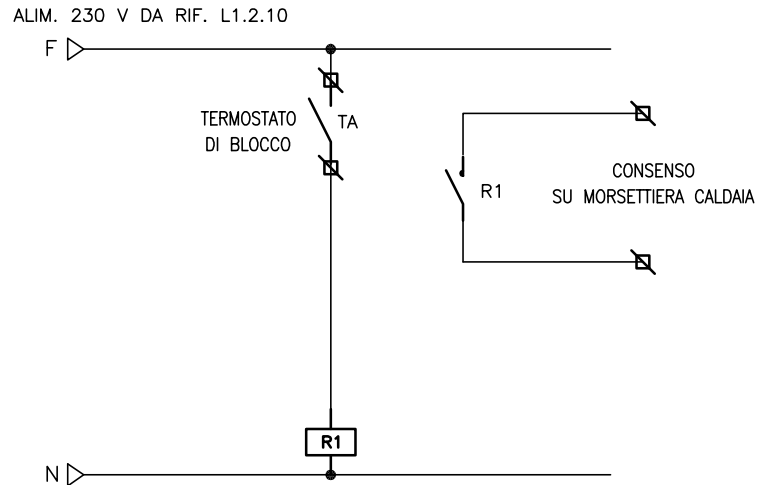 ALIM. 230 V DA RIF. L1.2.10
F
TERMOSTATO
DI BLOCCO
TA
R1
CONSENSO
SU MORSETTIERA CALDAIA
R1
N